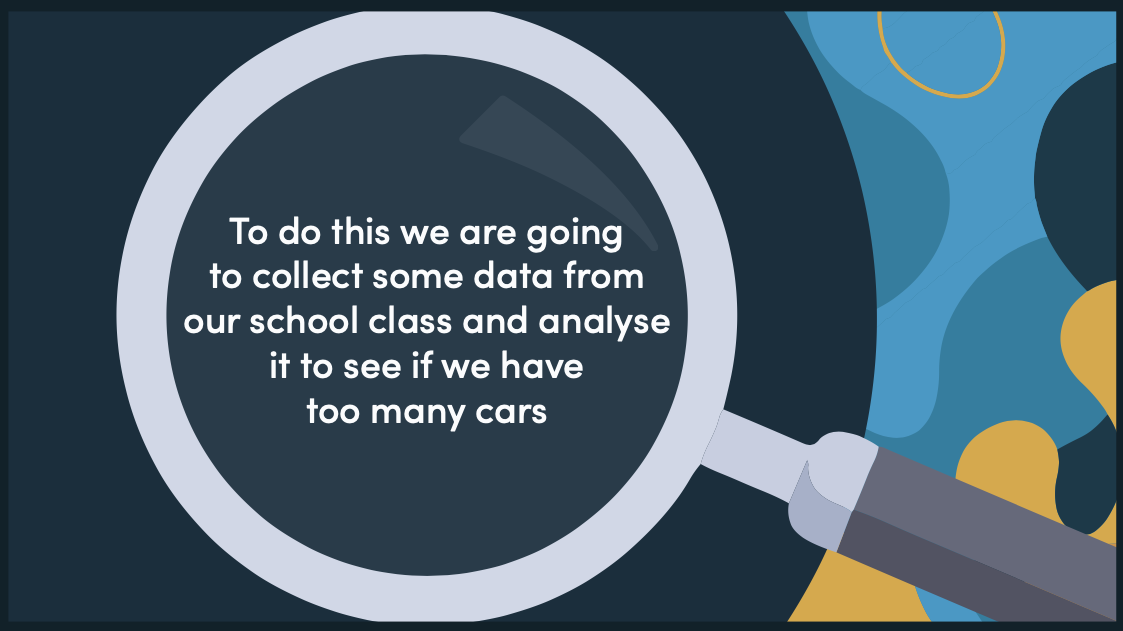 To do this we are going
to collect some data from
our school class and analyse
it to see if we have
too many cars